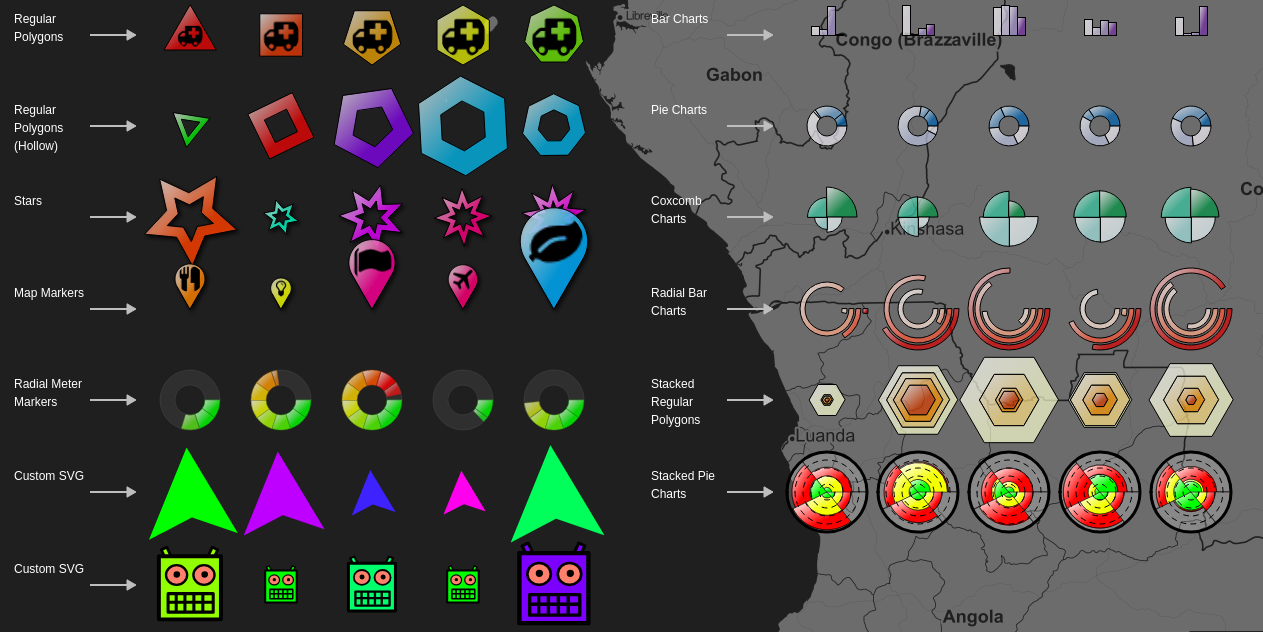 Regular
Polygons
Regular
Polygons
(Hollow)
Stars
Map Markers
Radial Meter
Markers
Custom SVG
Custom SVG
Bar Charts
Pie Charts
Coxcomb
Charts
Radial Bar
Charts
Stacked
Regular
Polygons
Stacked Pie
Charts
Congo (Brazzaville)
Gabon
Co
Kinshasa
Luanda
Angola